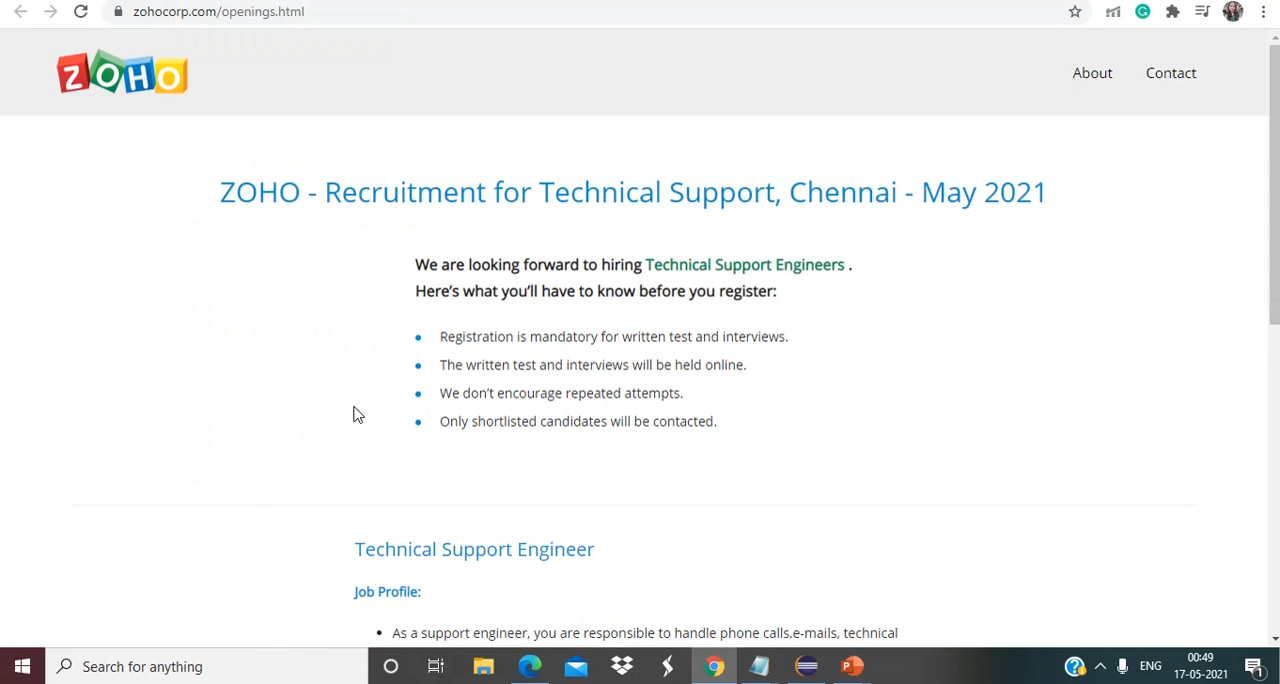 zohocorp.com/openings.html
ZOHO
About
Contact
ZOHO - Recruitment for Technical Support, Chennai - May 2021
We are looking forward to hiring Technical Support Engineers .
Here’s what you’ll have to know before you register:
Registration is mandatory for written test and interviews.
The written test and interviews will be held online.
We don’t encourage repeated attempts.
Only shortlisted candidates will be contacted.
Technical Support Engineer
Job Profile:
As a support engineer, you are responsible to handle phone calls,e-mails, technical
Search for anything
ENG
00:49
17-05-2021